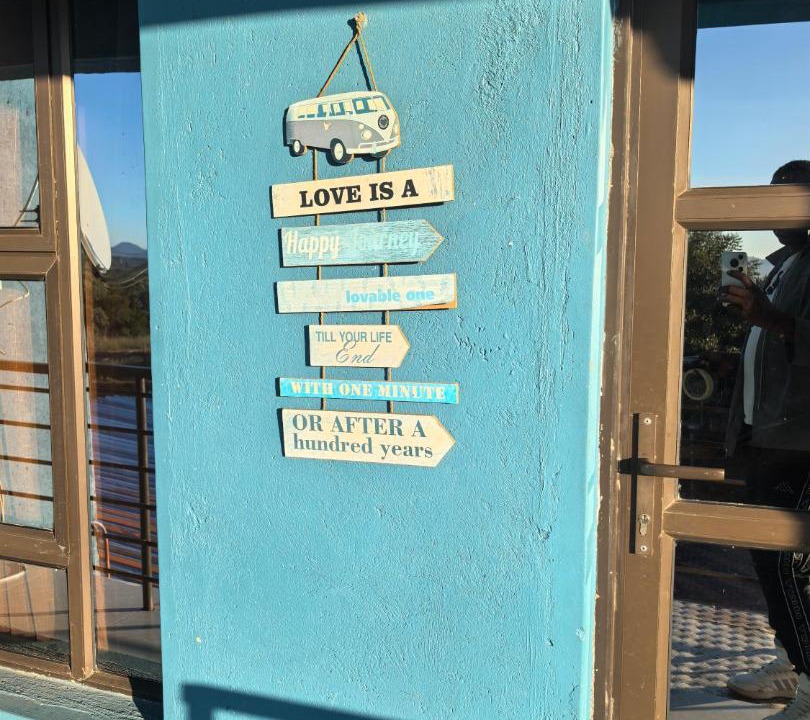 LOVE IS A
Happy Journey
lovable one
TILL YOUR LIFE
End
WITH ONE MINUTE
OR AFTER A
hundred years